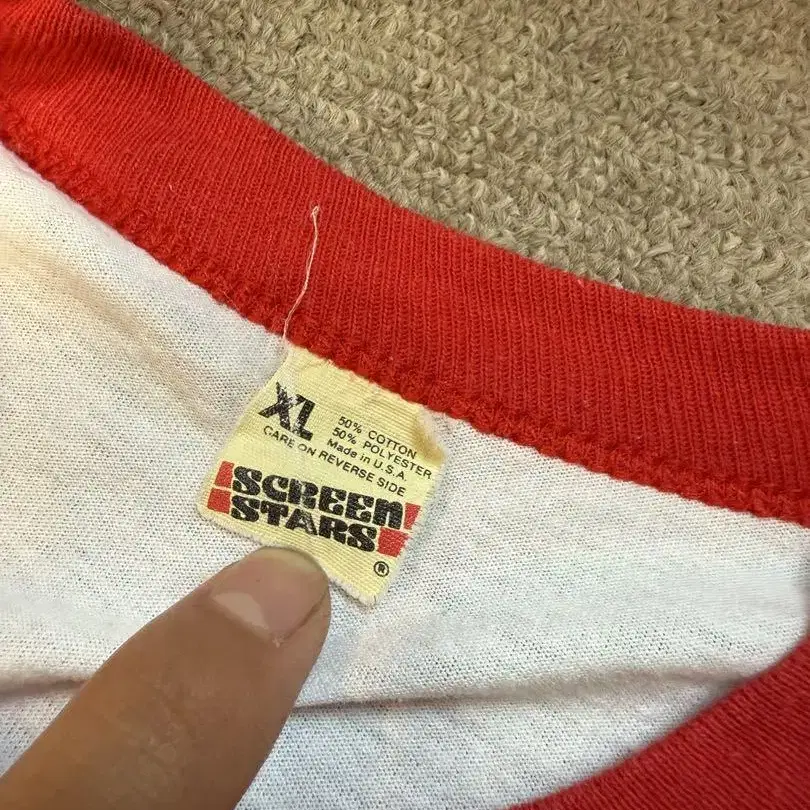 XL
50% COTTON
50% POLYESTER
Made in U.S.A.
CARE ON REVERSE SIDE
SCREEN
STARS
®